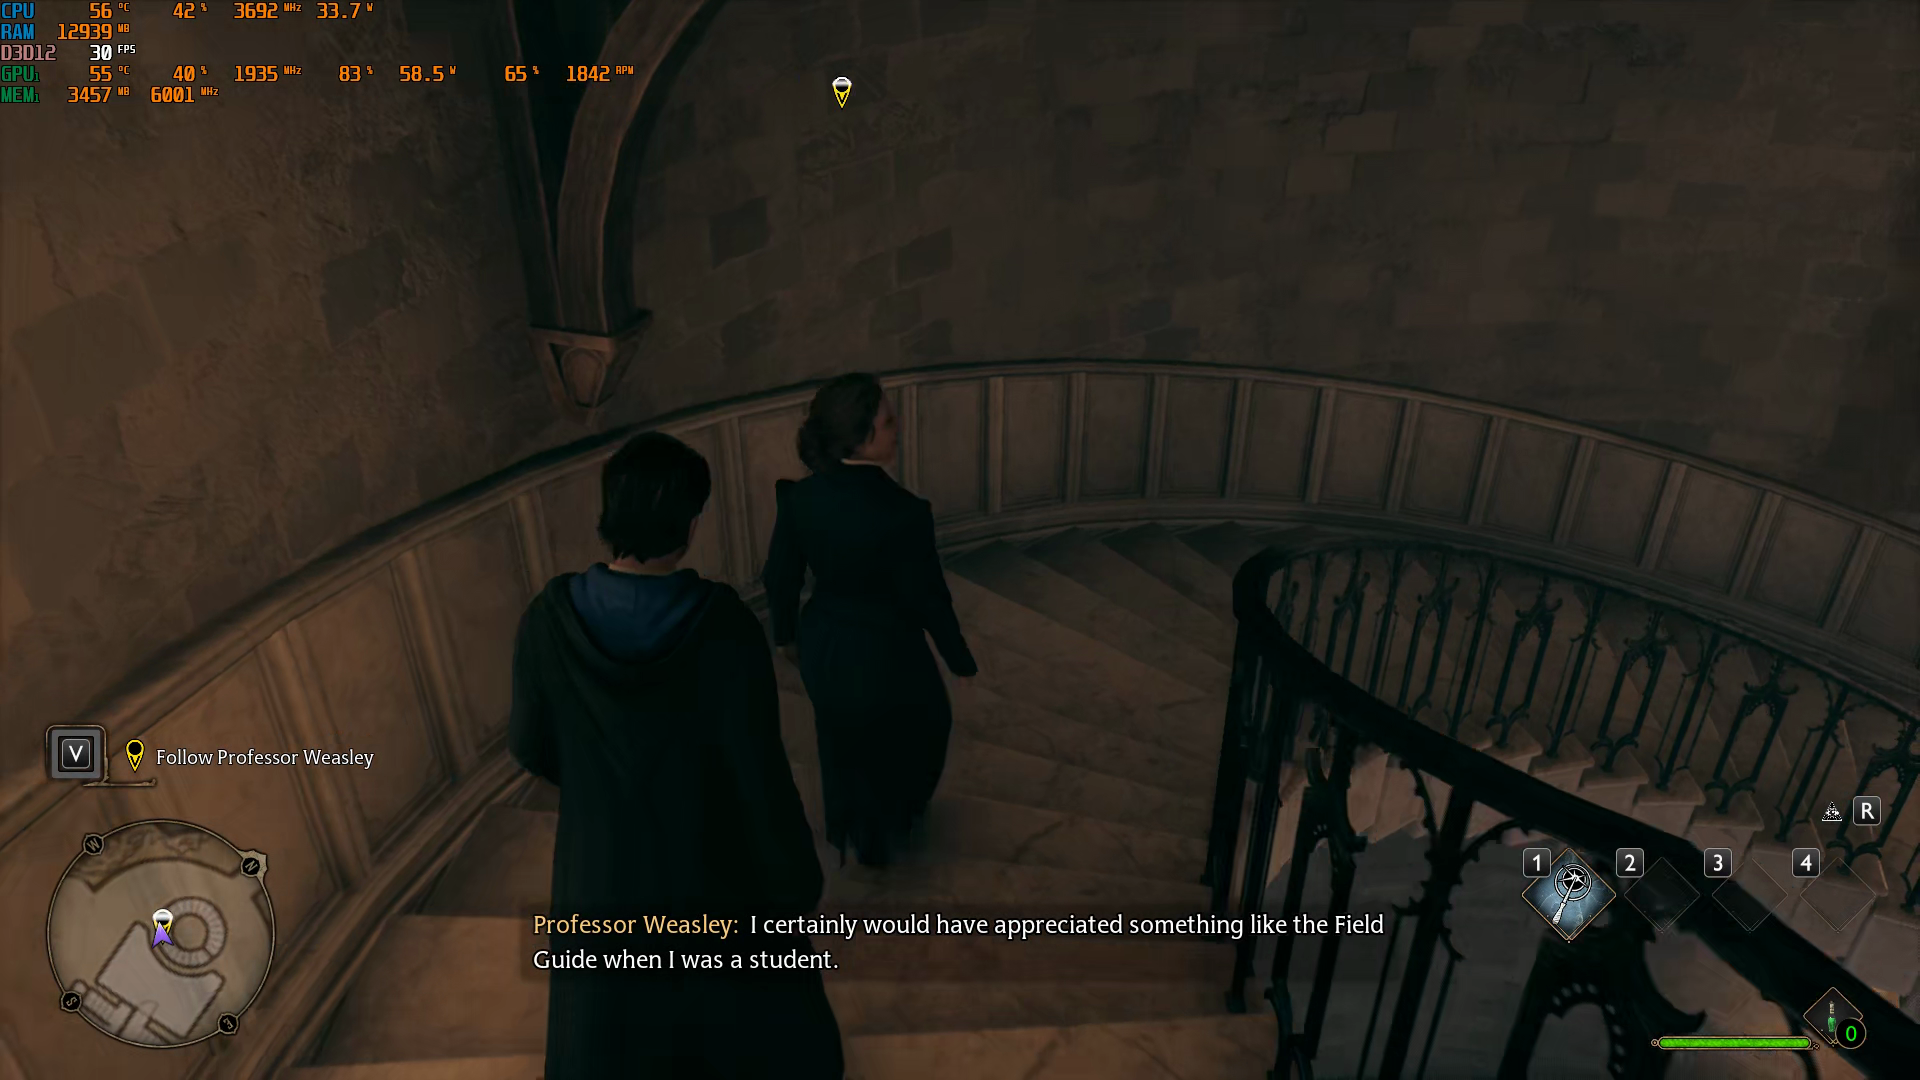 CPU 56 °C 42 % 3692 MHz 33.7 W
RAM 12939 MB
D3D12 30 FPS
GPU1 55 °C 40 % 1935 MHz 83 % 58.5 W 65 % 1842 RPM
MEM1 3457 MB 6001 MHz
V Follow Professor Weasley
R
1 2 3 4
W N
Professor Weasley: I certainly would have appreciated something like the Field
Guide when I was a student.
S E
0